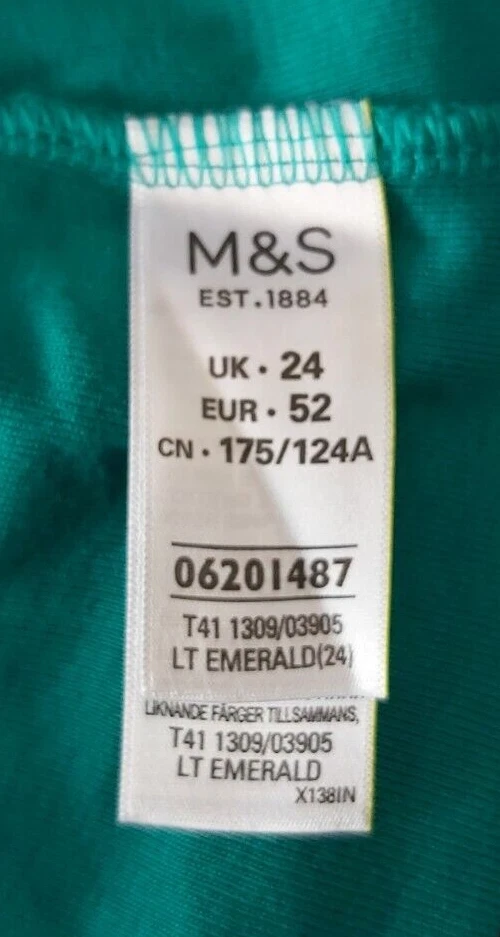 M&S
EST.1884
UK • 24
EUR • 52
CN • 175/124A
06201487
T41 1309/03905
LT EMERALD(24)
LIKNANDE FÄRGER TILLSAMMANS,
T41 1309/03905
LT EMERALD
X138IN